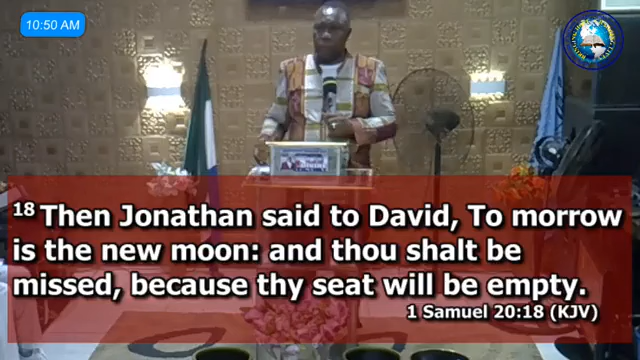 10:50 AM
18 Then Jonathan said to David, To morrow
is the new moon: and thou shalt be
missed, because thy seat will be empty.
1 Samuel 20:18 (KJV)